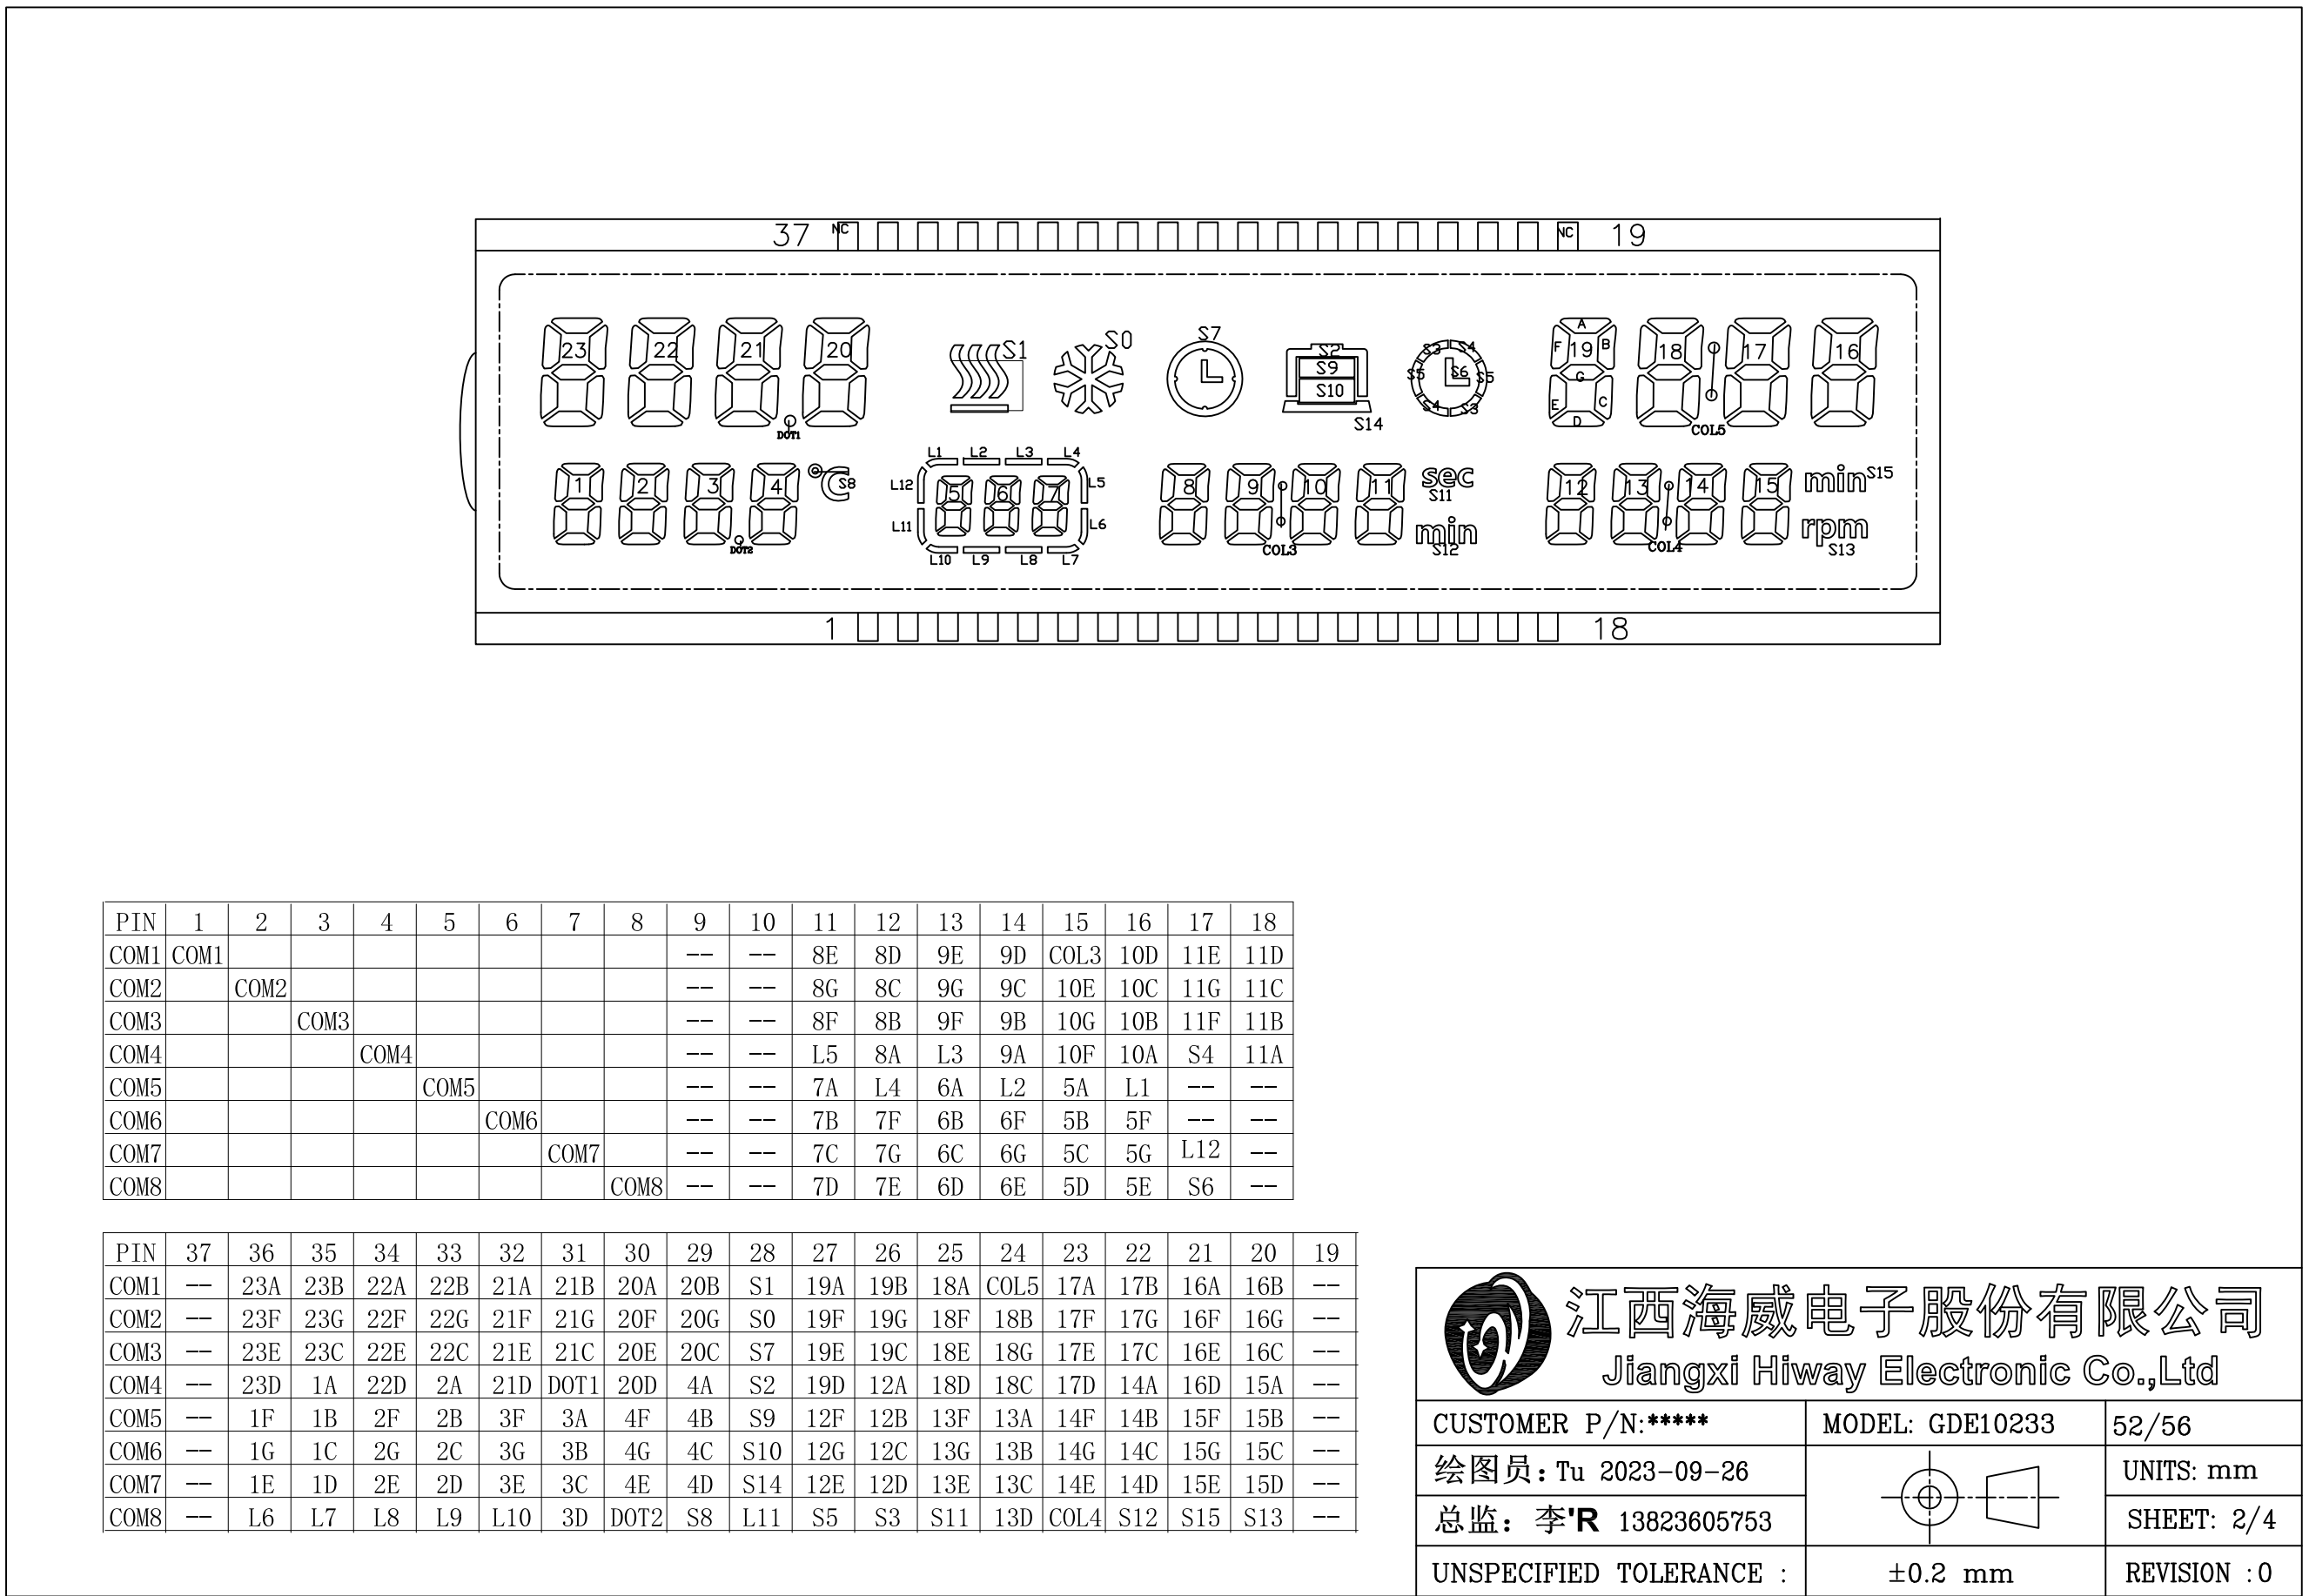 37 NC NC 19
23 22 21 20 S1 S0 S7 S2 S9 S10 S14 S3 S4 S5 S6 S5 S4 S3 A F 19 B G E C D 18 17 16
DOT1 COL5
1 2 3 4 S8 L1 L2 L3 L4 L12 5 6 7 L5 L11 L6 8 9 10 11 sec S11 12 13 14 15 min S15
DOT2 L10 L9 L8 L7 COL3 min S12 COL4 rpm S13
1 18
PIN 1 2 3 4 5 6 7 8 9 10 11 12 13 14 15 16 17 18
COM1 COM1 -- -- 8E 8D 9E 9D COL3 10D 11E 11D
COM2 COM2 -- -- 8G 8C 9G 9C 10E 10C 11G 11C
COM3 COM3 -- -- 8F 8B 9F 9B 10G 10B 11F 11B
COM4 COM4 -- -- L5 8A L3 9A 10F 10A S4 11A
COM5 COM5 -- -- 7A L4 6A L2 5A L1 -- --
COM6 COM6 -- -- 7B 7F 6B 6F 5B 5F -- --
COM7 COM7 -- -- 7C 7G 6C 6G 5C 5G L12 --
COM8 COM8 -- -- 7D 7E 6D 6E 5D 5E S6 --
PIN 37 36 35 34 33 32 31 30 29 28 27 26 25 24 23 22 21 20 19
COM1 -- 23A 23B 22A 22B 21A 21B 20A 20B S1 19A 19B 18A COL5 17A 17B 16A 16B --
COM2 -- 23F 23G 22F 22G 21F 21G 20F 20G S0 19F 19G 18F 18B 17F 17G 16F 16G --
COM3 -- 23E 23C 22E 22C 21E 21C 20E 20C S7 19E 19C 18E 18G 17E 17C 16E 16C --
COM4 -- 23D 1A 22D 2A 21D DOT1 20D 4A S2 19D 12A 18D 18C 17D 14A 16D 15A --
COM5 -- 1F 1B 2F 2B 3F 3A 4F 4B S9 12F 12B 13F 13A 14F 14B 15F 15B --
COM6 -- 1G 1C 2G 2C 3G 3B 4G 4C S10 12G 12C 13G 13B 14G 14C 15G 15C --
COM7 -- 1E 1D 2E 2D 3E 3C 4E 4D S14 12E 12D 13E 13C 14E 14D 15E 15D --
COM8 -- L6 L7 L8 L9 L10 3D DOT2 S8 L11 S5 S3 S11 13D COL4 S12 S15 S13 --
江西海威电子股份有限公司
Jiangxi Hiway Electronic Co.,Ltd
CUSTOMER P/N:***** MODEL: GDE10233 52/56
绘图员: Tu 2023-09-26 UNITS: mm
总监: 李'R 13823605753 SHEET: 2/4
UNSPECIFIED TOLERANCE : ±0.2 mm REVISION :0